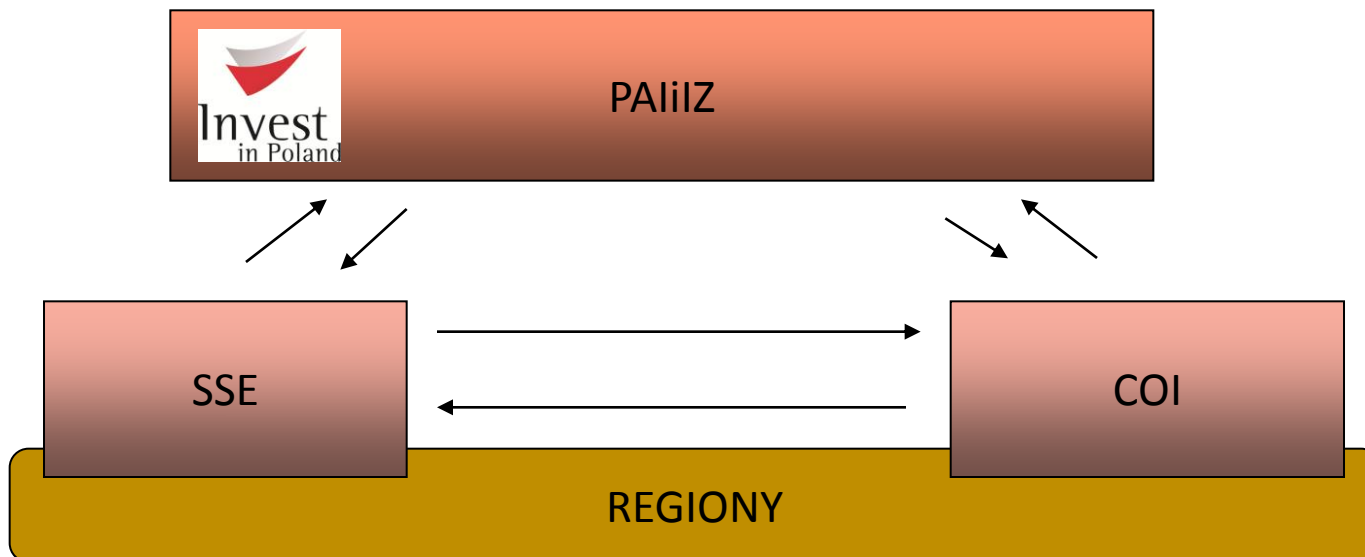 Invest
in Poland
PAIiIZ
SSE
COI
REGIONY